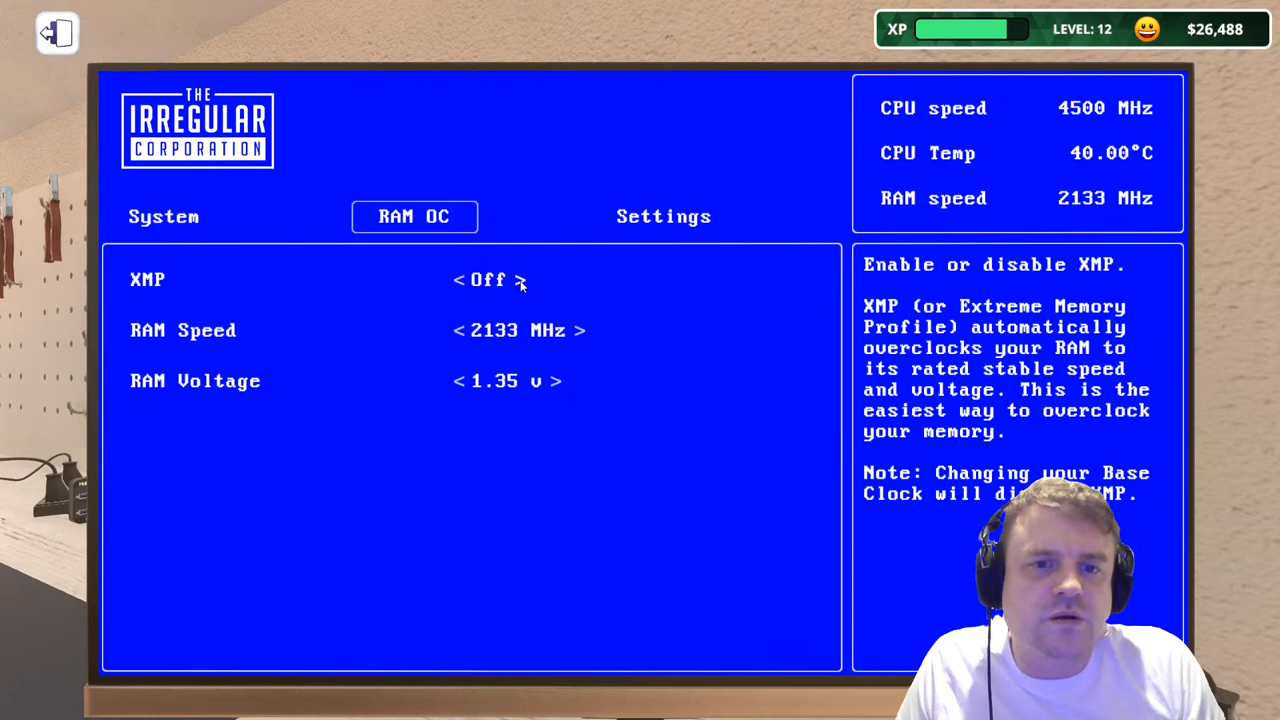 XP LEVEL: 12 $26,488
THE
IRREGULAR
CORPORATION
CPU speed 4500 MHz
CPU Temp 40.00°C
RAM speed 2133 MHz
System RAM OC Settings
XMP < Off >
RAM Speed < 2133 MHz >
RAM Voltage < 1.35 v >
Enable or disable XMP.
XMP (or Extreme Memory
Profile) automatically
overclocks your RAM to
its rated stable speed
and voltage. This is the
easiest way to overclock
your memory.
Note: Changing your Base
Clock will XMP.